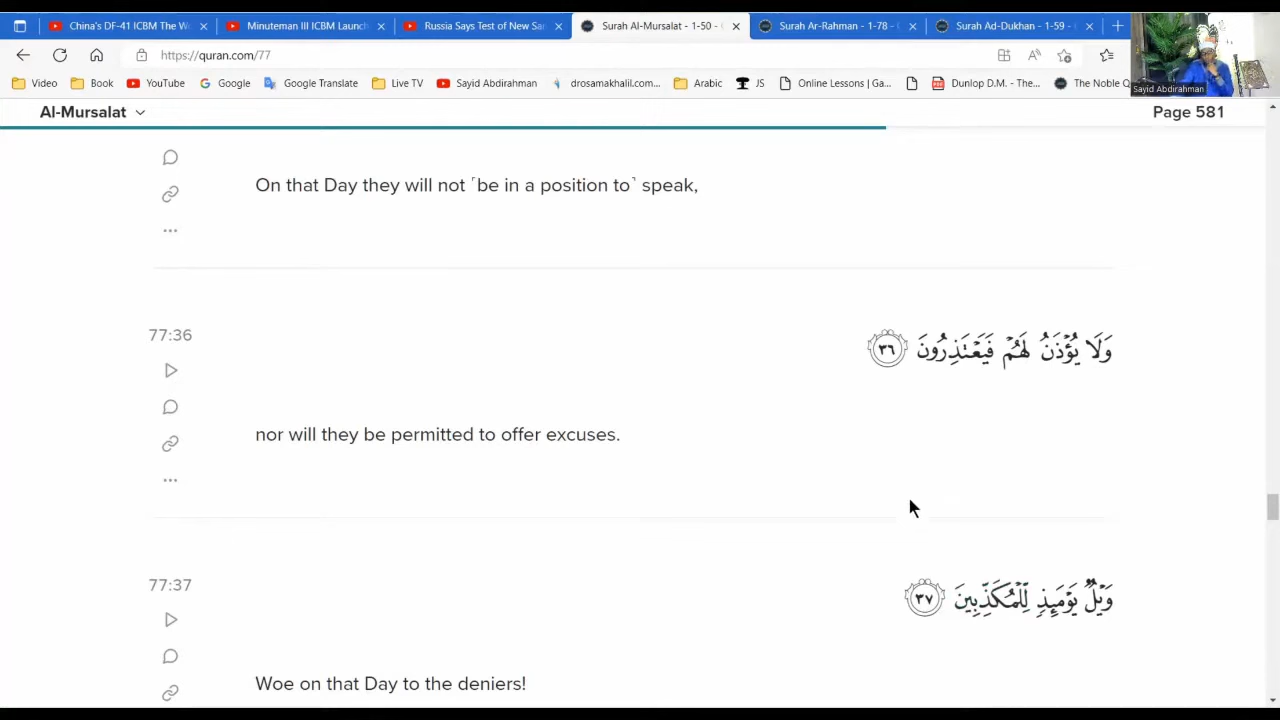 China's DF-41 ICBM The W
Minuteman III ICBM Launch
Russia Says Test of New Sar
Surah Al-Mursalat - 1-50 -
Surah Ar-Rahman - 1-78 -
Surah Ad-Dukhan - 1-59 -
https://quran.com/77
Sayid Abdirahman
Video
Book
YouTube
Google
Google Translate
Live TV
Sayid Abdirahman
drosamakhalil.com...
Arabic
JS
Online Lessons | Ga...
Dunlop D.M. - The...
The Noble Q
Al-Mursalat
Page 581
On that Day they will not ˹be in a position to˺ speak,
77:36
وَلَا يُؤْذَنُ لَهُمْ فَيَعْتَذِرُونَ ٣٦
nor will they be permitted to offer excuses.
77:37
وَيْلٌ يَوْمَئِذٍ لِّلْمُكَذِّبِينَ ٣٧
Woe on that Day to the deniers!